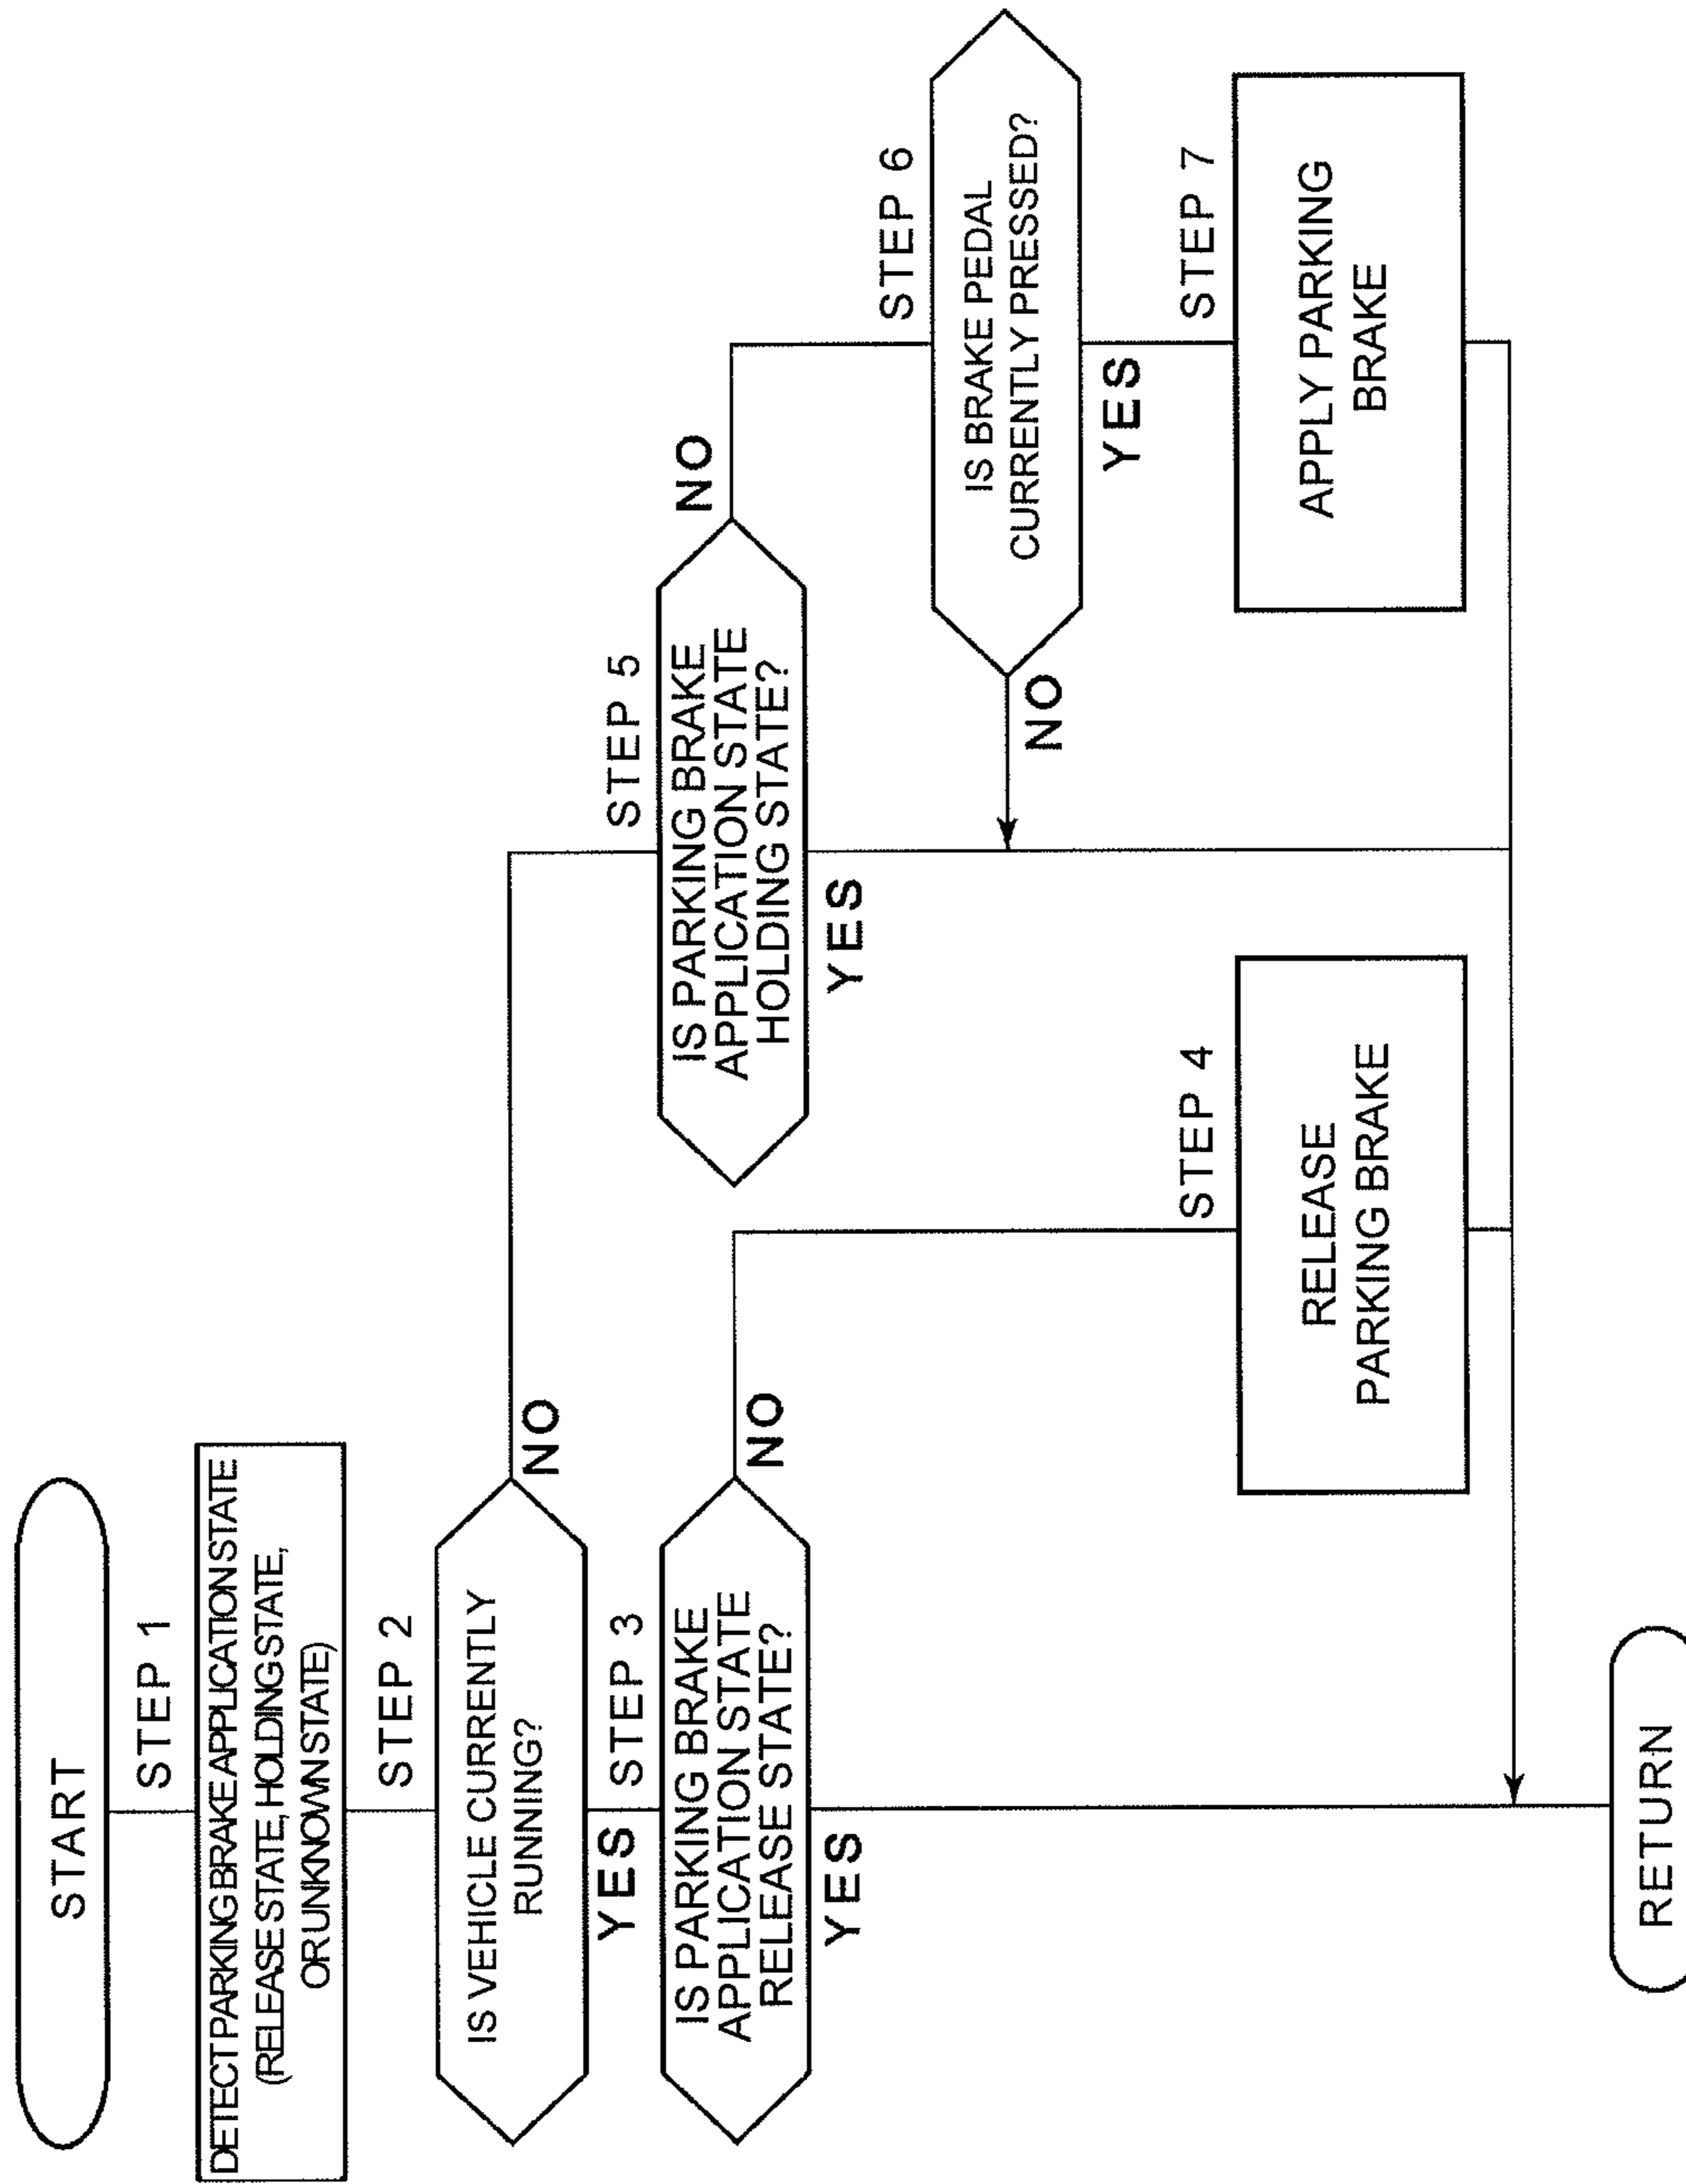 START
STEP 1
DETECT PARKING BRAKE APPLICATION STATE
(RELEASE STATE, HOLDING STATE,
OR UNKNOWN STATE)
STEP 2
IS VEHICLE CURRENTLY
RUNNING?
NO
YES
STEP 3
IS PARKING BRAKE
APPLICATION STATE
RELEASE STATE?
NO
YES
STEP 4
RELEASE
PARKING BRAKE
STEP 5
IS PARKING BRAKE
APPLICATION STATE
HOLDING STATE?
NO
YES
STEP 6
IS BRAKE PEDAL
CURRENTLY PRESSED?
NO
YES
STEP 7
APPLY PARKING
BRAKE
RETURN